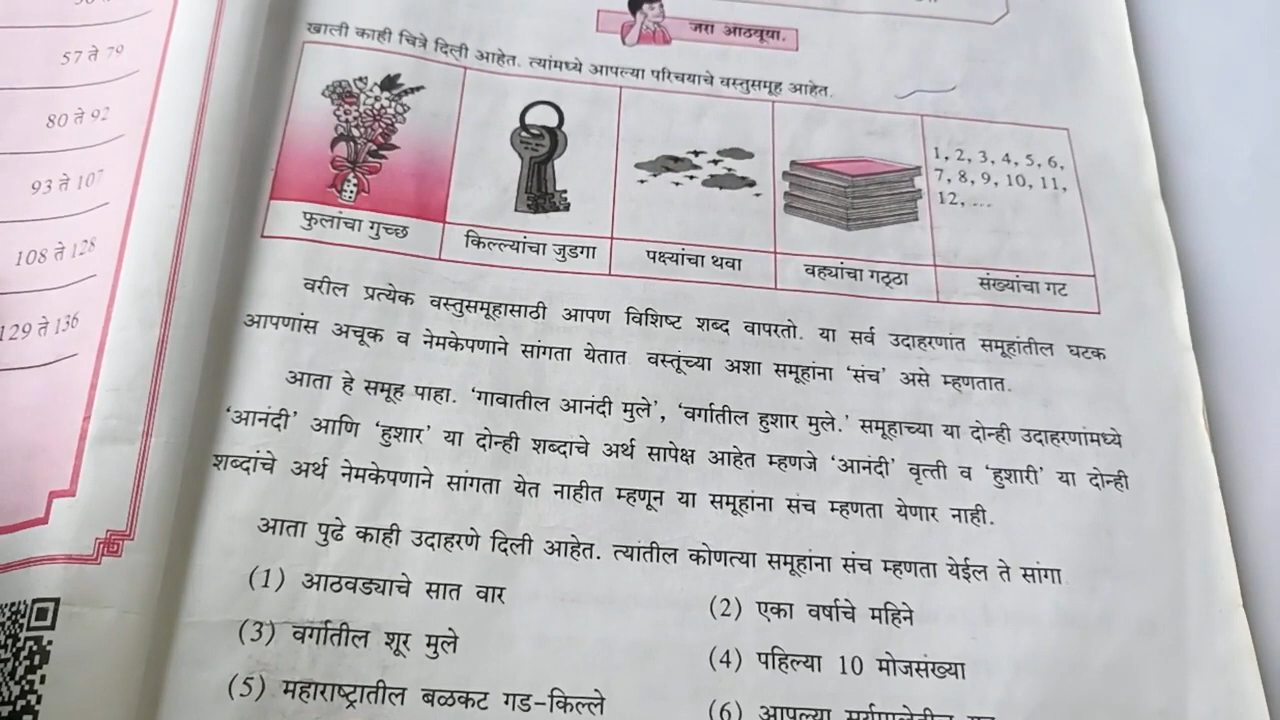 57 ते 79
80 ते 92
93 ते 107
108 ते 128
129 ते 136
जरा आठवूया.
खाली काही चित्रे दिली आहेत. त्यांमध्ये आपल्या परिचयाचे वस्तुसमूह आहेत.
1, 2, 3, 4, 5, 6,
7, 8, 9, 10, 11,
12, ...
फुलांचा गुच्छ
किल्ल्यांचा जुडगा
पक्ष्यांचा थवा
वह्यांचा गठ्ठा
संख्यांचा गट
वरील प्रत्येक वस्तुसमूहासाठी आपण विशिष्ट शब्द वापरतो. या सर्व उदाहरणांत समूहांतील घटक
आपणांस अचूक व नेमकेपणाने सांगता येतात. वस्तूंच्या अशा समूहांना ‘संच’ असे म्हणतात.
आता हे समूह पाहा. ‘गावातील आनंदी मुले’, ‘वर्गातील हुशार मुले.’ समूहाच्या या दोन्ही उदाहरणांमध्ये
‘आनंदी’ आणि ‘हुशार’ या दोन्ही शब्दांचे अर्थ सापेक्ष आहेत म्हणजे ‘आनंदी’ वृत्ती व ‘हुशारी’ या दोन्ही
शब्दांचे अर्थ नेमकेपणाने सांगता येत नाहीत म्हणून या समूहांना संच म्हणता येणार नाही.
आता पुढे काही उदाहरणे दिली आहेत. त्यांतील कोणत्या समूहांना संच म्हणता येईल ते सांगा.
(1) आठवड्याचे सात वार
(2) एका वर्षाचे महिने
(3) वर्गातील शूर मुले
(4) पहिल्या 10 मोजसंख्या
(5) महाराष्ट्रातील बळकट गड-किल्ले
(6) आपल्या